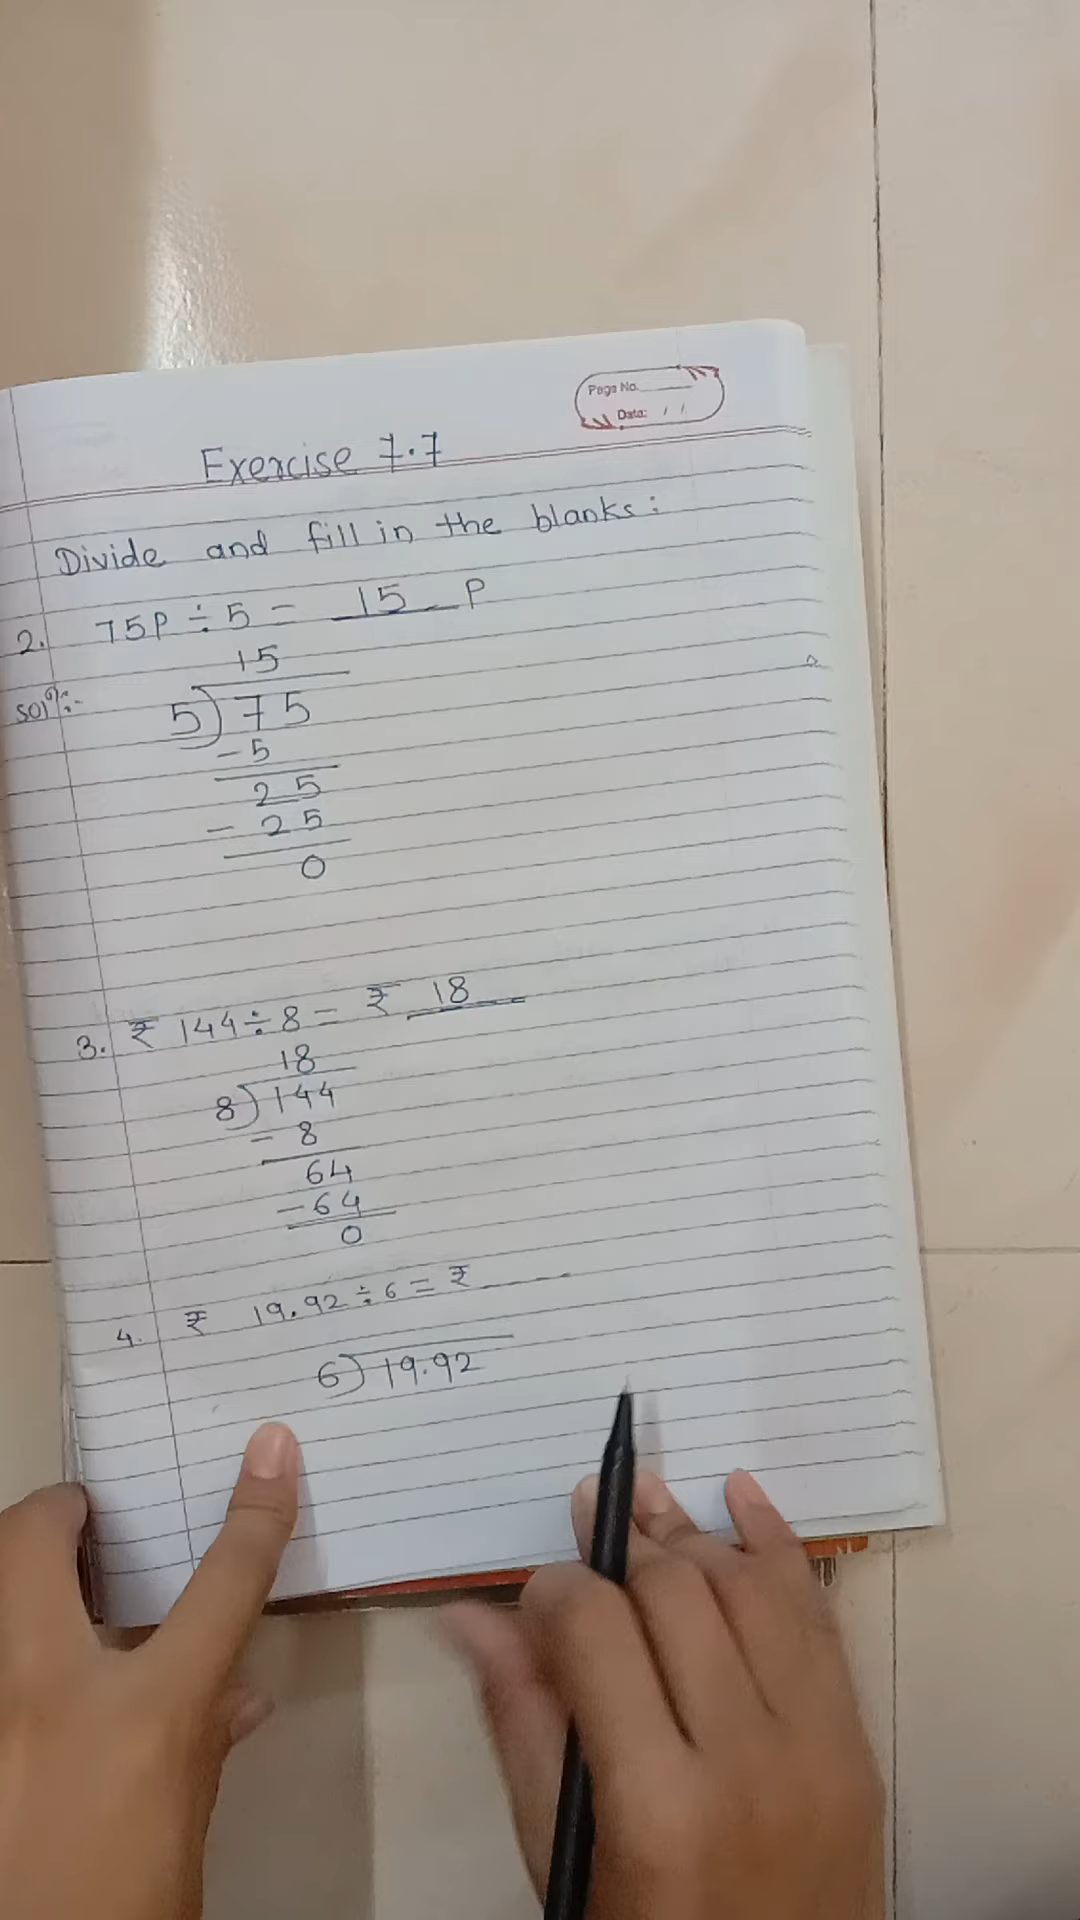 Page No.
Date: / /
Exercise 7.7
Divide and fill in the blanks:
2. 75P ÷ 5 = 15 P
15
Solⁿ:-
5)75
-5
25
- 25
0
3. ₹ 144 ÷ 8 = ₹ 18
18
8)144
- 8
64
-64
0
4. ₹ 19.92 ÷ 6 = ₹ ____
6)19.92